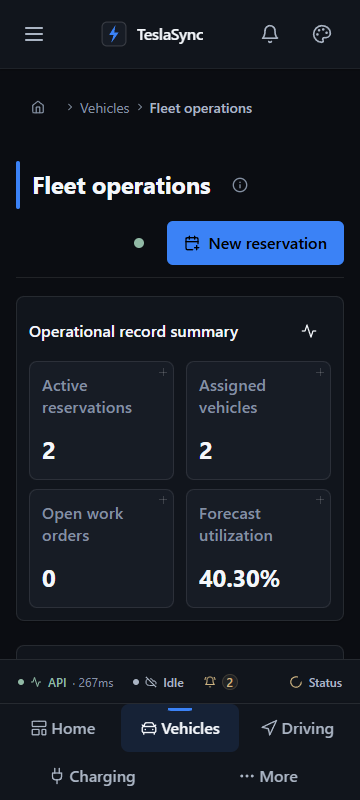 TeslaSync
Vehicles
Fleet operations
Fleet operations
New reservation
Operational record summary
Active
reservations
2
Assigned
vehicles
2
Open work
orders
0
Forecast
utilization
40.30%
API · 267ms
Idle
2
Status
Home
Vehicles
Driving
Charging
More